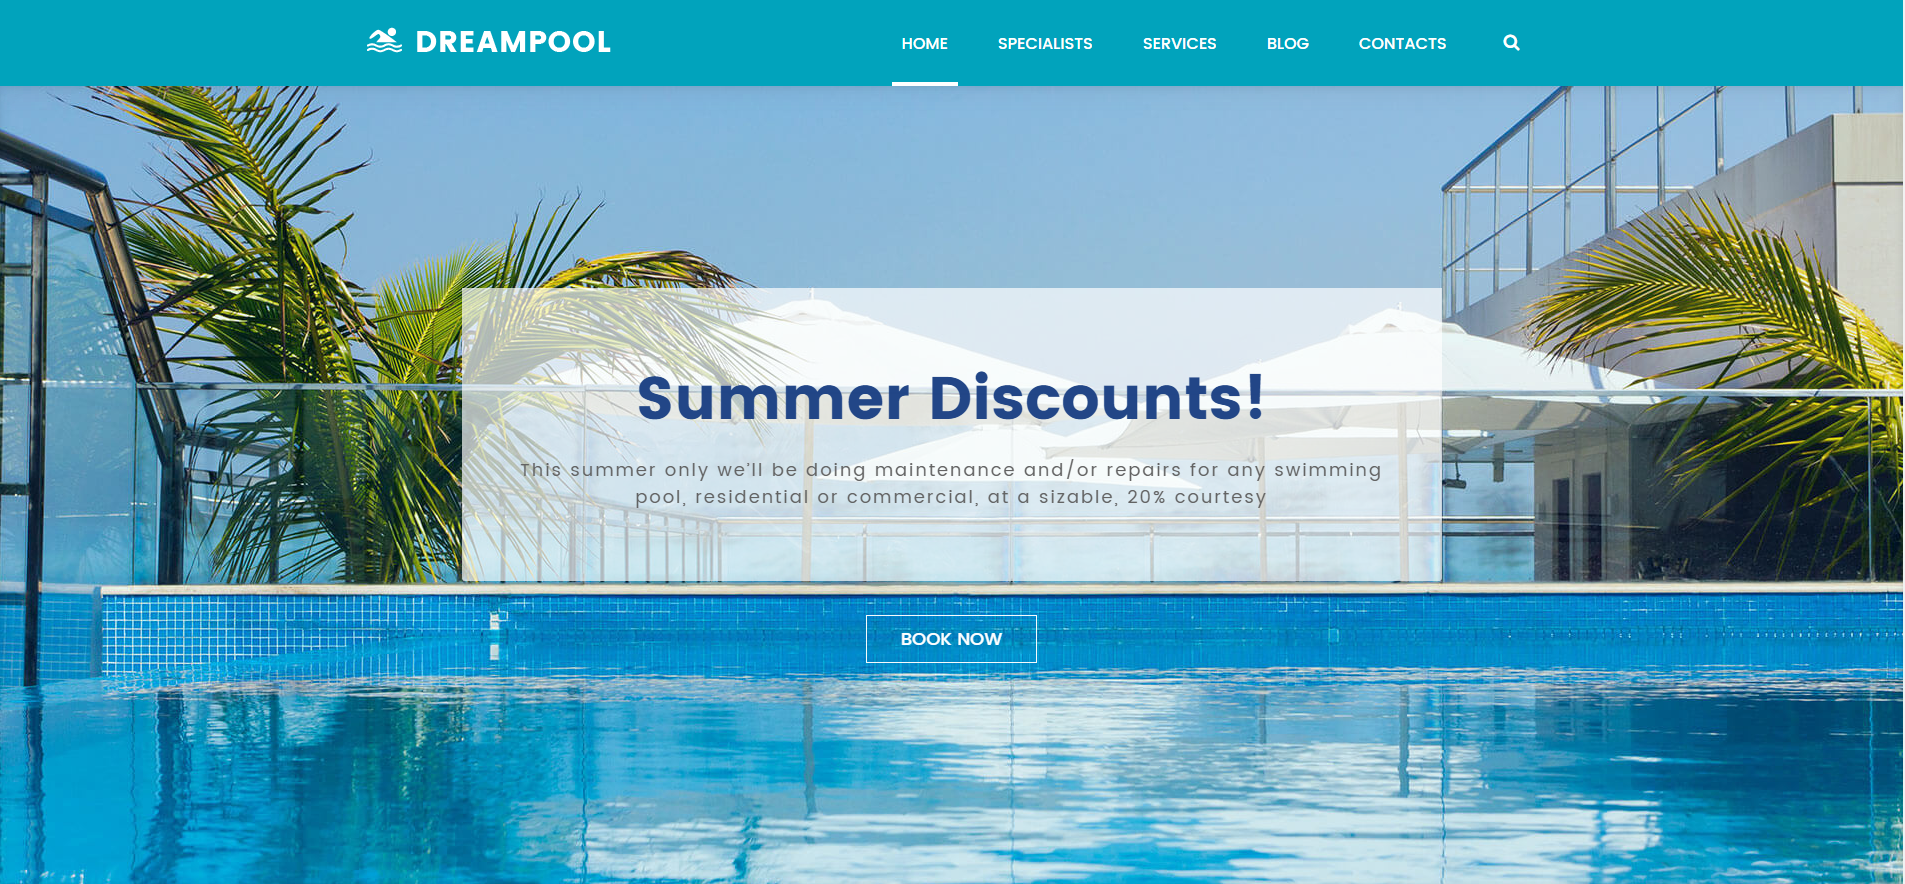 DREAMPOOL
HOME SPECIALISTS SERVICES BLOG CONTACTS
Summer Discounts!
This summer only we'll be doing maintenance and/or repairs for any swimming
pool, residential or commercial, at a sizable, 20% courtesy
BOOK NOW